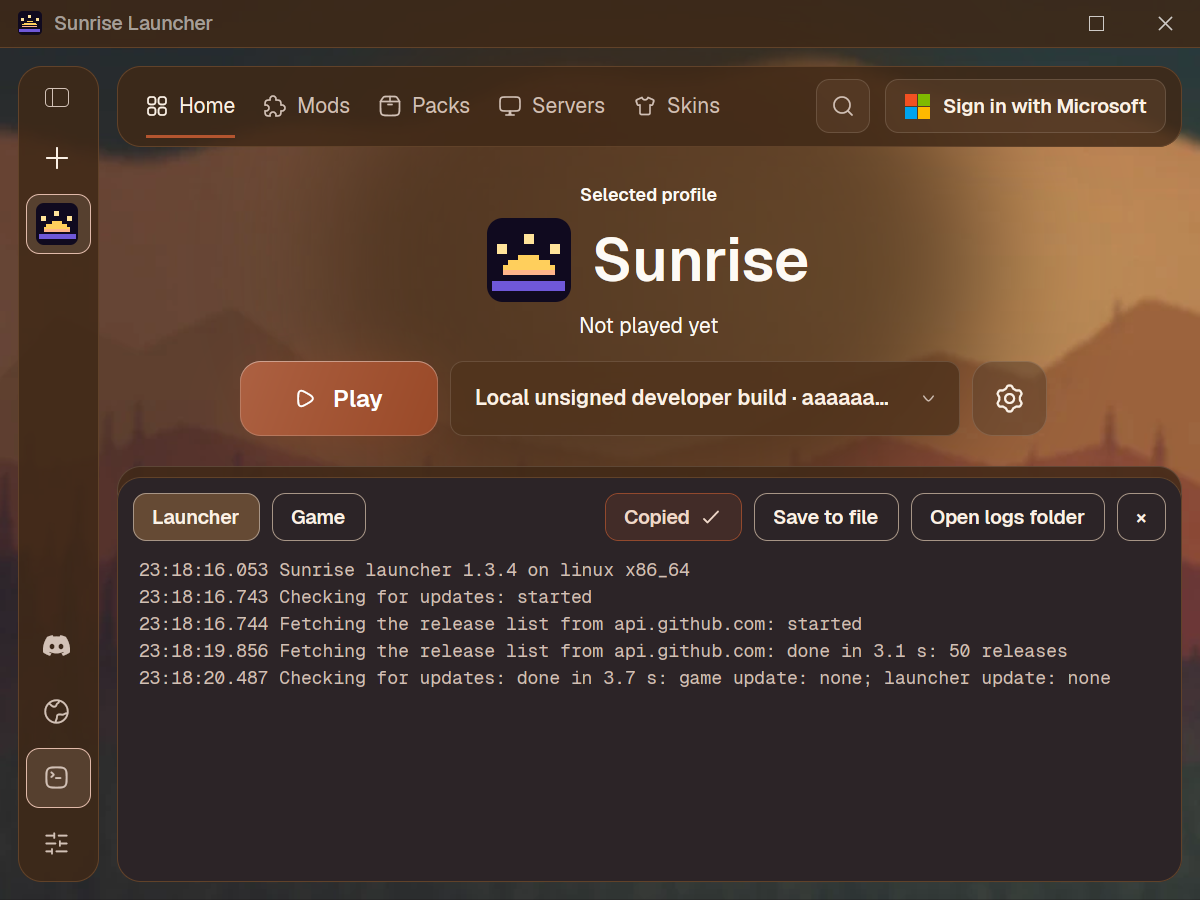 Sunrise Launcher
Home Mods Packs Servers Skins Sign in with Microsoft
Selected profile
Sunrise
Not played yet
Play Local unsigned developer build · aaaaaa…
Launcher Game Copied Save to file Open logs folder ×
23:18:16.053 Sunrise launcher 1.3.4 on linux x86_64
23:18:16.743 Checking for updates: started
23:18:16.744 Fetching the release list from api.github.com: started
23:18:19.856 Fetching the release list from api.github.com: done in 3.1 s: 50 releases
23:18:20.487 Checking for updates: done in 3.7 s: game update: none; launcher update: none